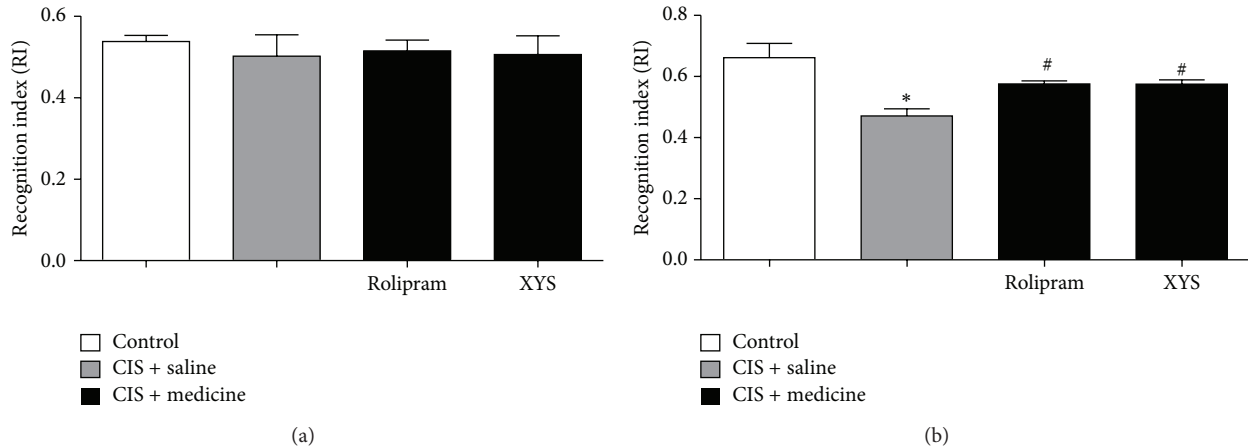 Recognition index (RI)
0.6
0.4
0.2
0.0
Rolipram
XYS
Control
CIS + saline
CIS + medicine
(a)
Recognition index (RI)
0.8
0.6
0.4
0.2
0.0
*
#
#
Rolipram
XYS
Control
CIS + saline
CIS + medicine
(b)